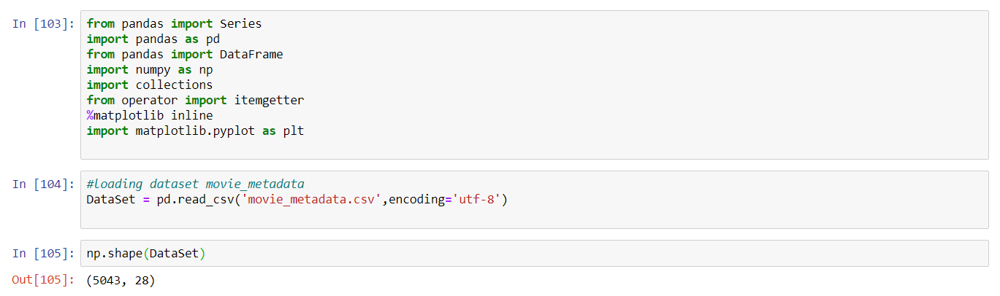 In [103]: from pandas import Series
import pandas as pd
from pandas import DataFrame
import numpy as np
import collections
from operator import itemgetter
%matplotlib inline
import matplotlib.pyplot as plt
In [104]: #loading dataset movie_metadata
DataSet = pd.read_csv('movie_metadata.csv',encoding='utf-8')
In [105]: np.shape(DataSet)
Out[105]: (5043, 28)